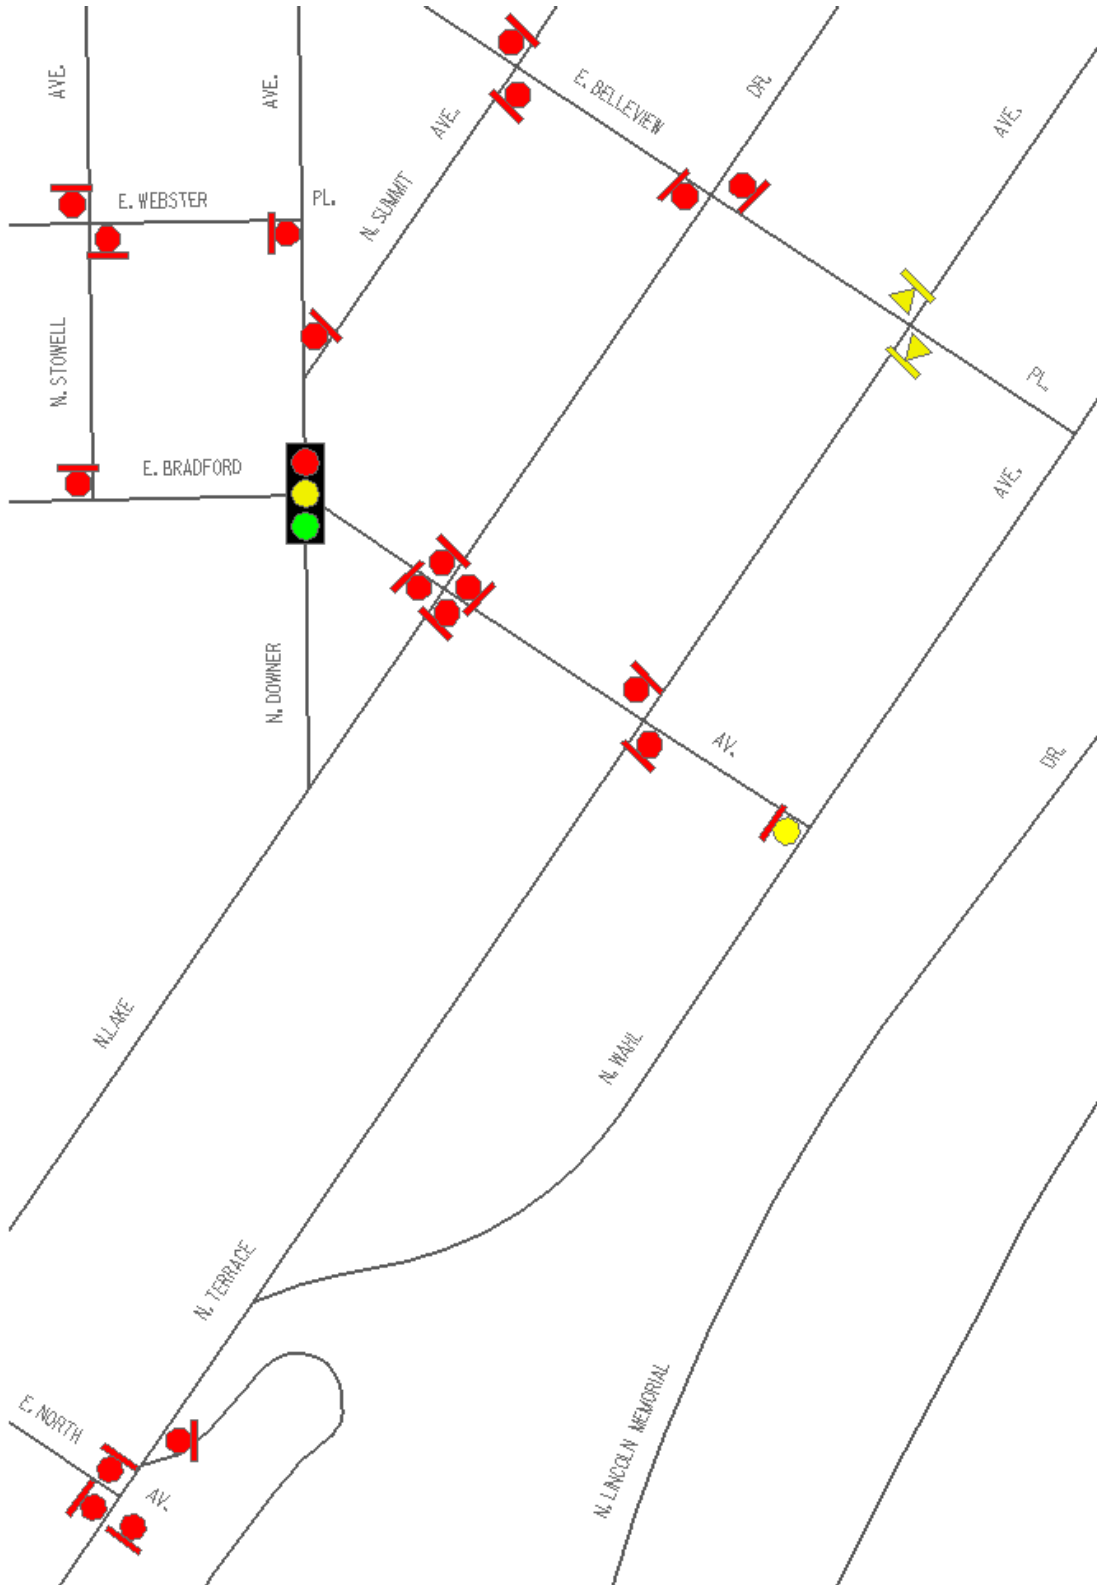 AVE.
AVE.
E. BELLEVIEW
DR.
AVE.
AVE.
E. WEBSTER
PL.
N. SUMMIT
N. STOWELL
PL.
E. BRADFORD
AVE.
N. DOWNER
AV.
DR.
N.LAKE
N. WAHL
N. TERRACE
E. NORTH
AV.
N. LINCOLN MEMORIAL